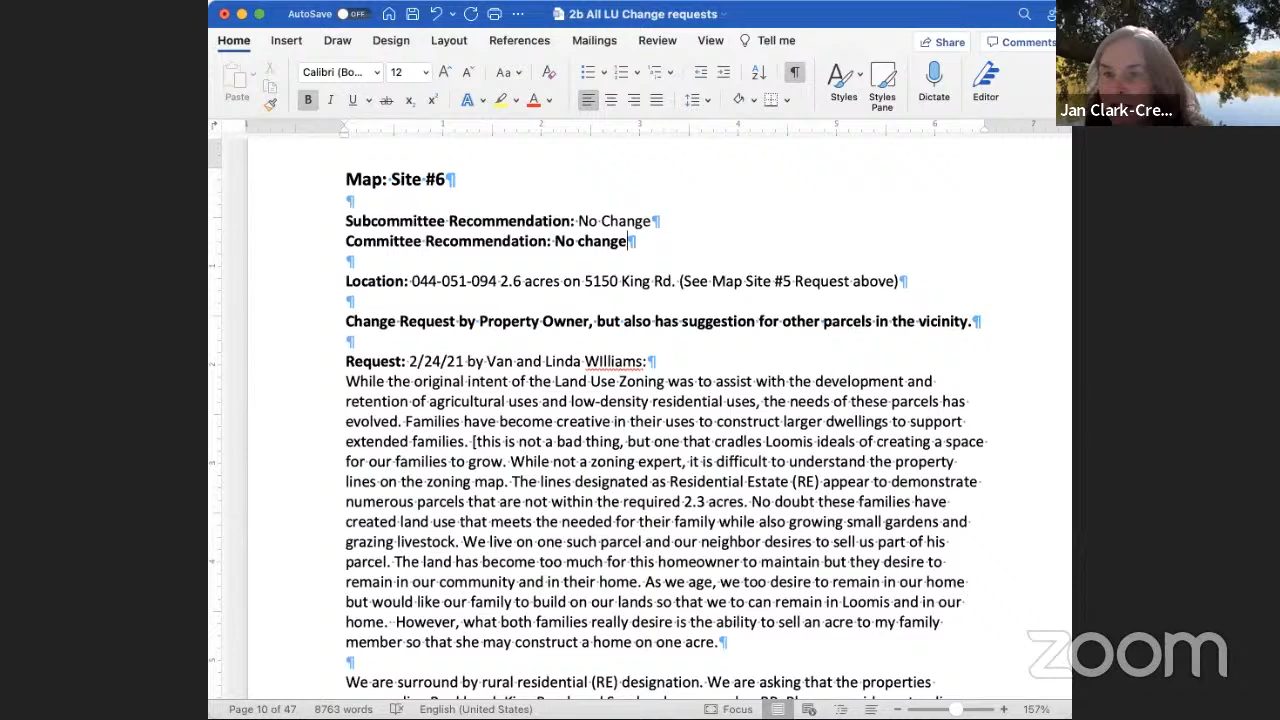 AutoSave OFF 2b All LU Change requests
Home Insert Draw Design Layout References Mailings Review View Tell me Share Comments
Paste Calibri (Bo... 12 Aa Styles Styles Pane Dictate Editor
B I U ab x₂ x² A A
1 1 2 3 4 5 6 7
Jan Clark-Cre...
Map: Site #6¶
¶
Subcommittee Recommendation: No Change¶
Committee Recommendation: No change¶
¶
Location: 044-051-094 2.6 acres on 5150 King Rd. (See Map Site #5 Request above)¶
¶
Change Request by Property Owner, but also has suggestion for other parcels in the vicinity.¶
¶
Request: 2/24/21 by Van and Linda WIlliams:¶
While the original intent of the Land Use Zoning was to assist with the development and
retention of agricultural uses and low-density residential uses, the needs of these parcels has
evolved. Families have become creative in their uses to construct larger dwellings to support
extended families. [this is not a bad thing, but one that cradles Loomis ideals of creating a space
for our families to grow. While not a zoning expert, it is difficult to understand the property
lines on the zoning map. The lines designated as Residential Estate (RE) appear to demonstrate
numerous parcels that are not within the required 2.3 acres. No doubt these families have
created land use that meets the needed for their family while also growing small gardens and
grazing livestock. We live on one such parcel and our neighbor desires to sell us part of his
parcel. The land has become too much for this homeowner to maintain but they desire to
remain in our community and in their home. As we age, we too desire to remain in our home
but would like our family to build on our lands so that we to can remain in Loomis and in our
home. However, what both families really desire is the ability to sell an acre to my family
member so that she may construct a home on one acre.¶
¶
We are surround by rural residential (RE) designation. We are asking that the properties
zoom
Page 10 of 47 8763 words English (United States) Focus 157%